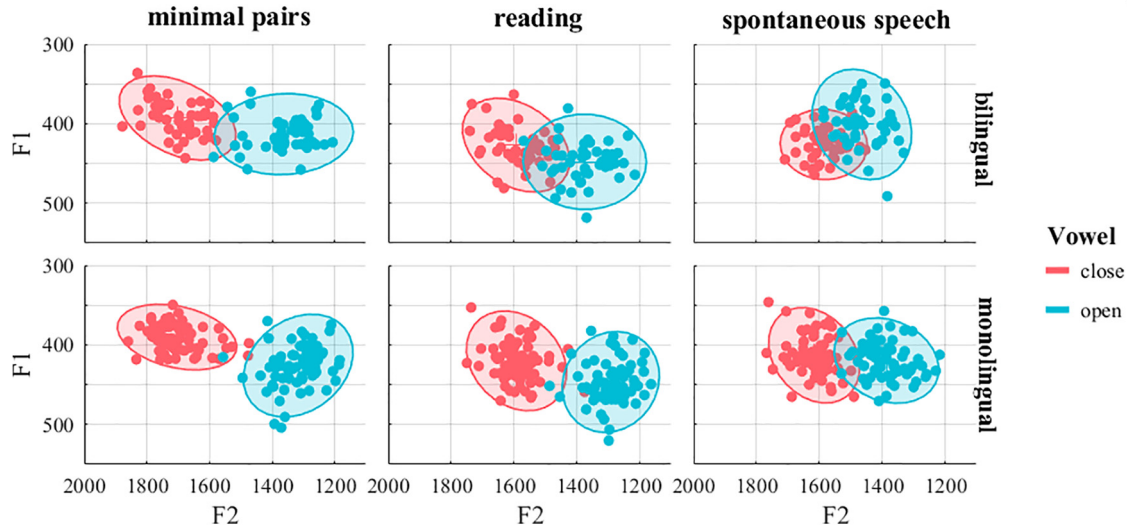 minimal pairs reading spontaneous speech
300
F1 400 bilingual
500
Vowel
close
open
300
F1 400 monolingual
500
2000 1800 1600 1400 1200 2000 1800 1600 1400 1200 2000 1800 1600 1400 1200
F2 F2 F2